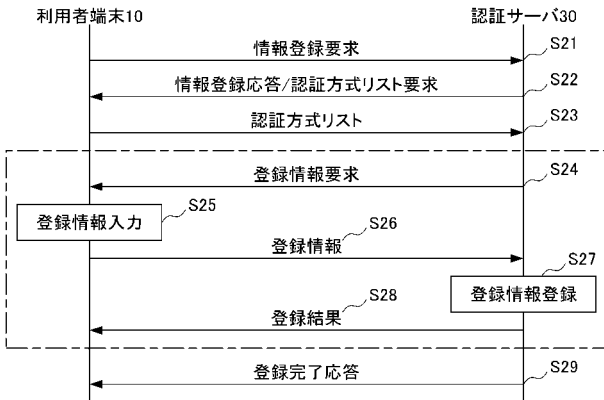 利用者端末10
認証サーバ30
情報登録要求
S21
情報登録応答/認証方式リスト要求
S22
認証方式リスト
S23
登録情報要求
S24
登録情報入力
S25
登録情報
S26
登録情報登録
S27
登録結果
S28
登録完了応答
S29